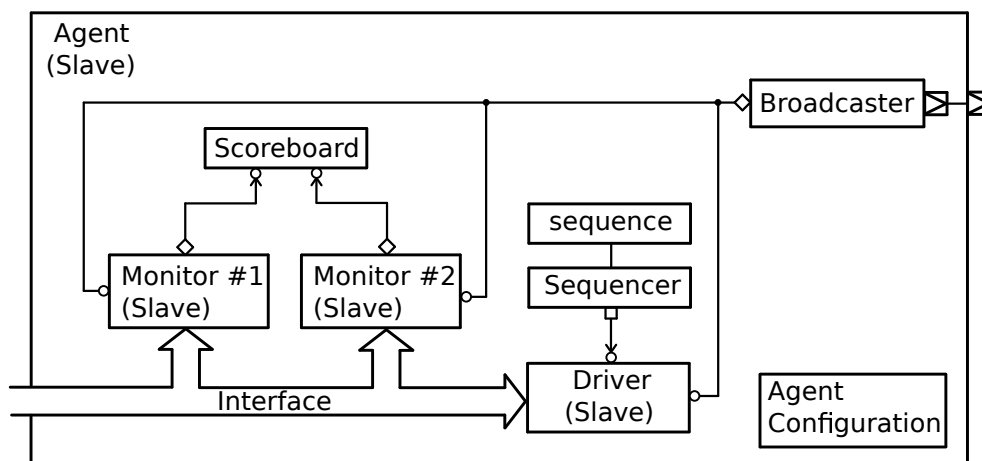 Agent
(Slave)
Broadcaster
Scoreboard
sequence
Monitor #1
(Slave)
Monitor #2
(Slave)
Sequencer
Driver
(Slave)
Interface
Agent
Configuration